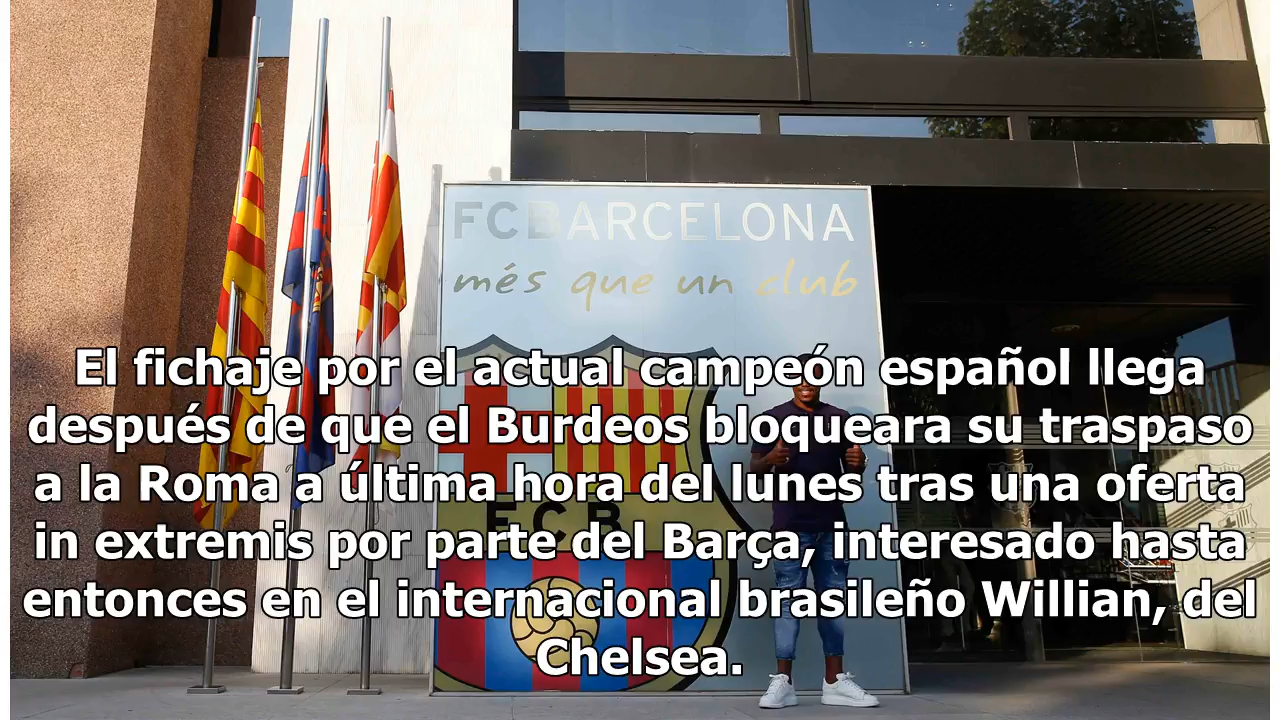 FCBARCELONA
més que un club
El fichaje por el actual campeón español llega
después de que el Burdeos bloqueara su traspaso
a la Roma a última hora del lunes tras una oferta
FCB
in extremis por parte del Barça, interesado hasta
entonces en el internacional brasileño Willian, del
Chelsea.